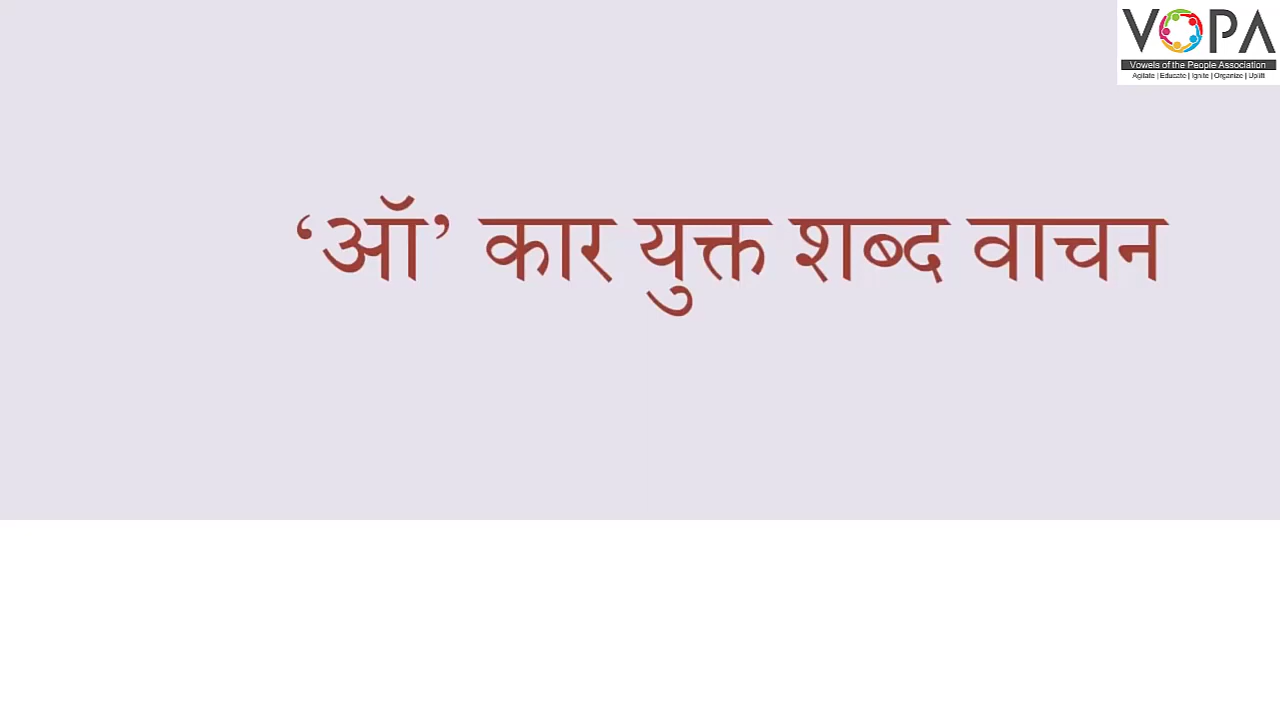 VOPA
Vowels of the People Association
Agitate | Educate | Ignite | Organize | Uplift
‘ऑ’ कार युक्त शब्द वाचन